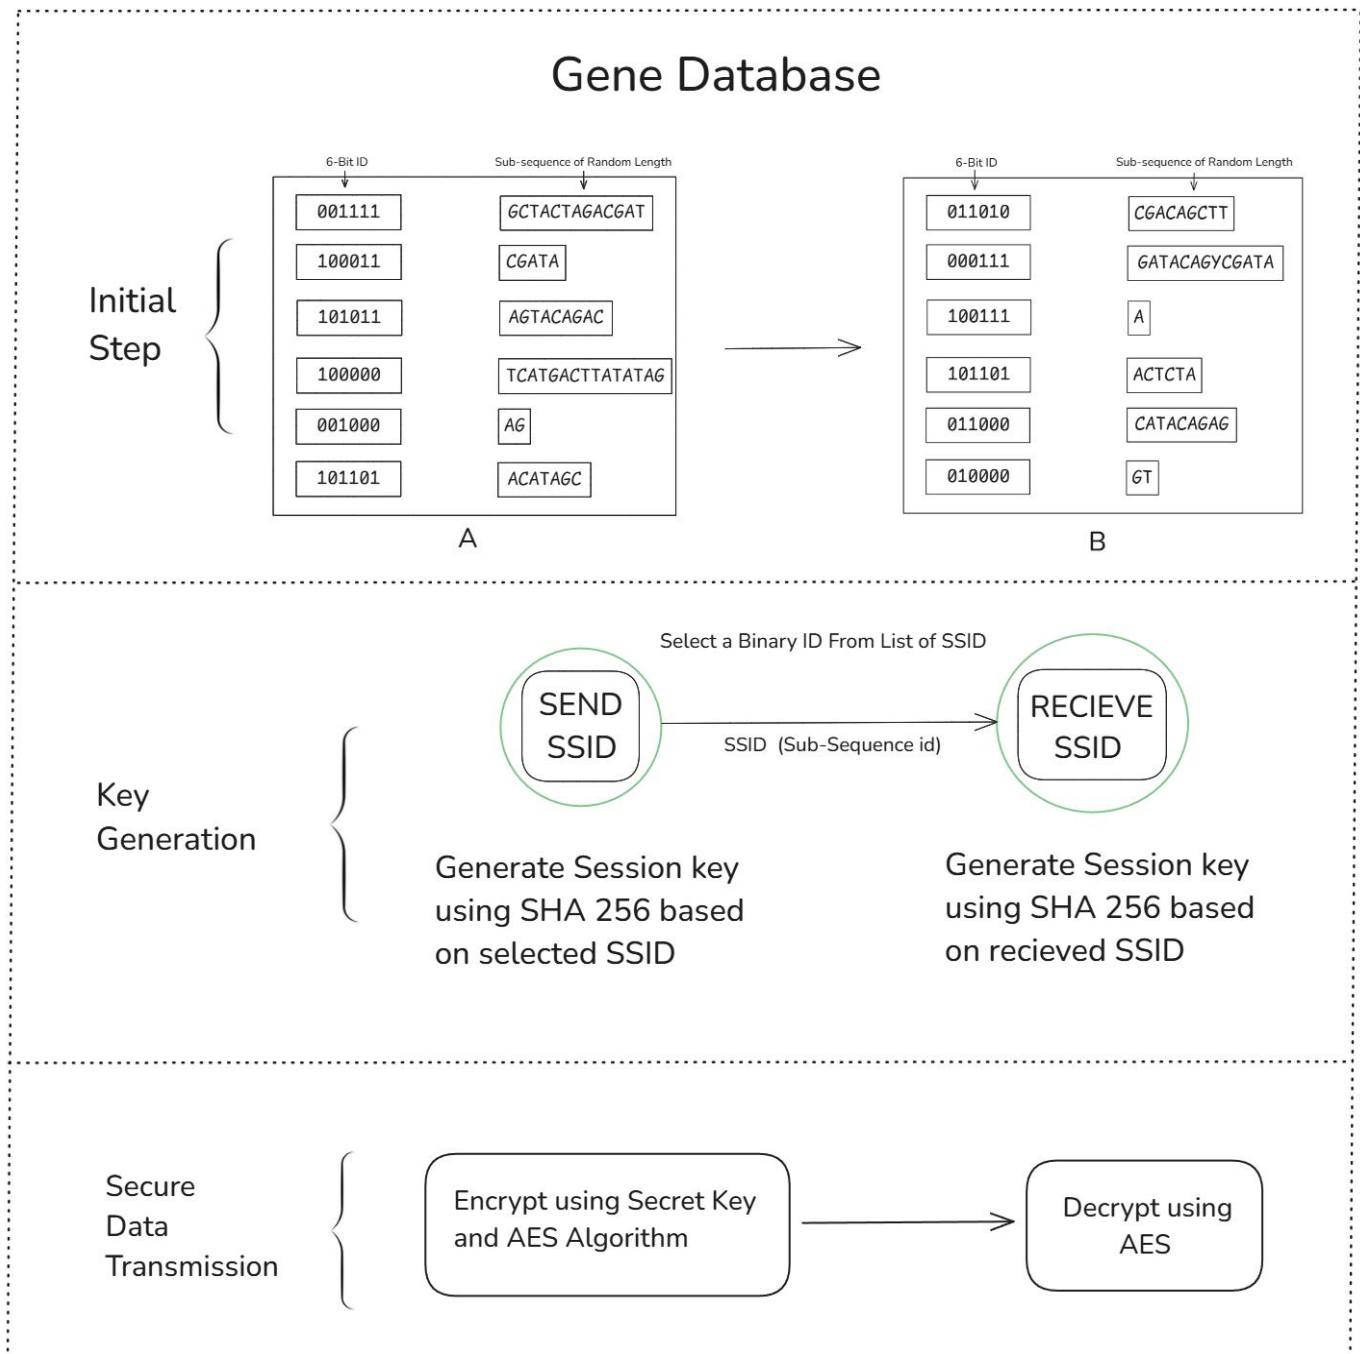 Gene Database
6-Bit ID
Sub-sequence of Random Length
6-Bit ID
Sub-sequence of Random Length
Initial
Step
001111
GCTACTAGACGAT
100011
CGATA
101011
AGTACAGAC
100000
TCATGACTTATATAG
001000
AG
101101
ACATAGC
A
011010
CGACAGCTT
000111
GATACAGYCGATA
100111
A
101101
ACTCTA
011000
CATACAGAG
010000
GT
B
Key
Generation
Select a Binary ID From List of SSID
SEND
SSID
SSID (Sub-Sequence id)
RECIEVE
SSID
Generate Session key
using SHA 256 based
on selected SSID
Generate Session key
using SHA 256 based
on recieved SSID
Secure
Data
Transmission
Encrypt using Secret Key
and AES Algorithm
Decrypt using
AES